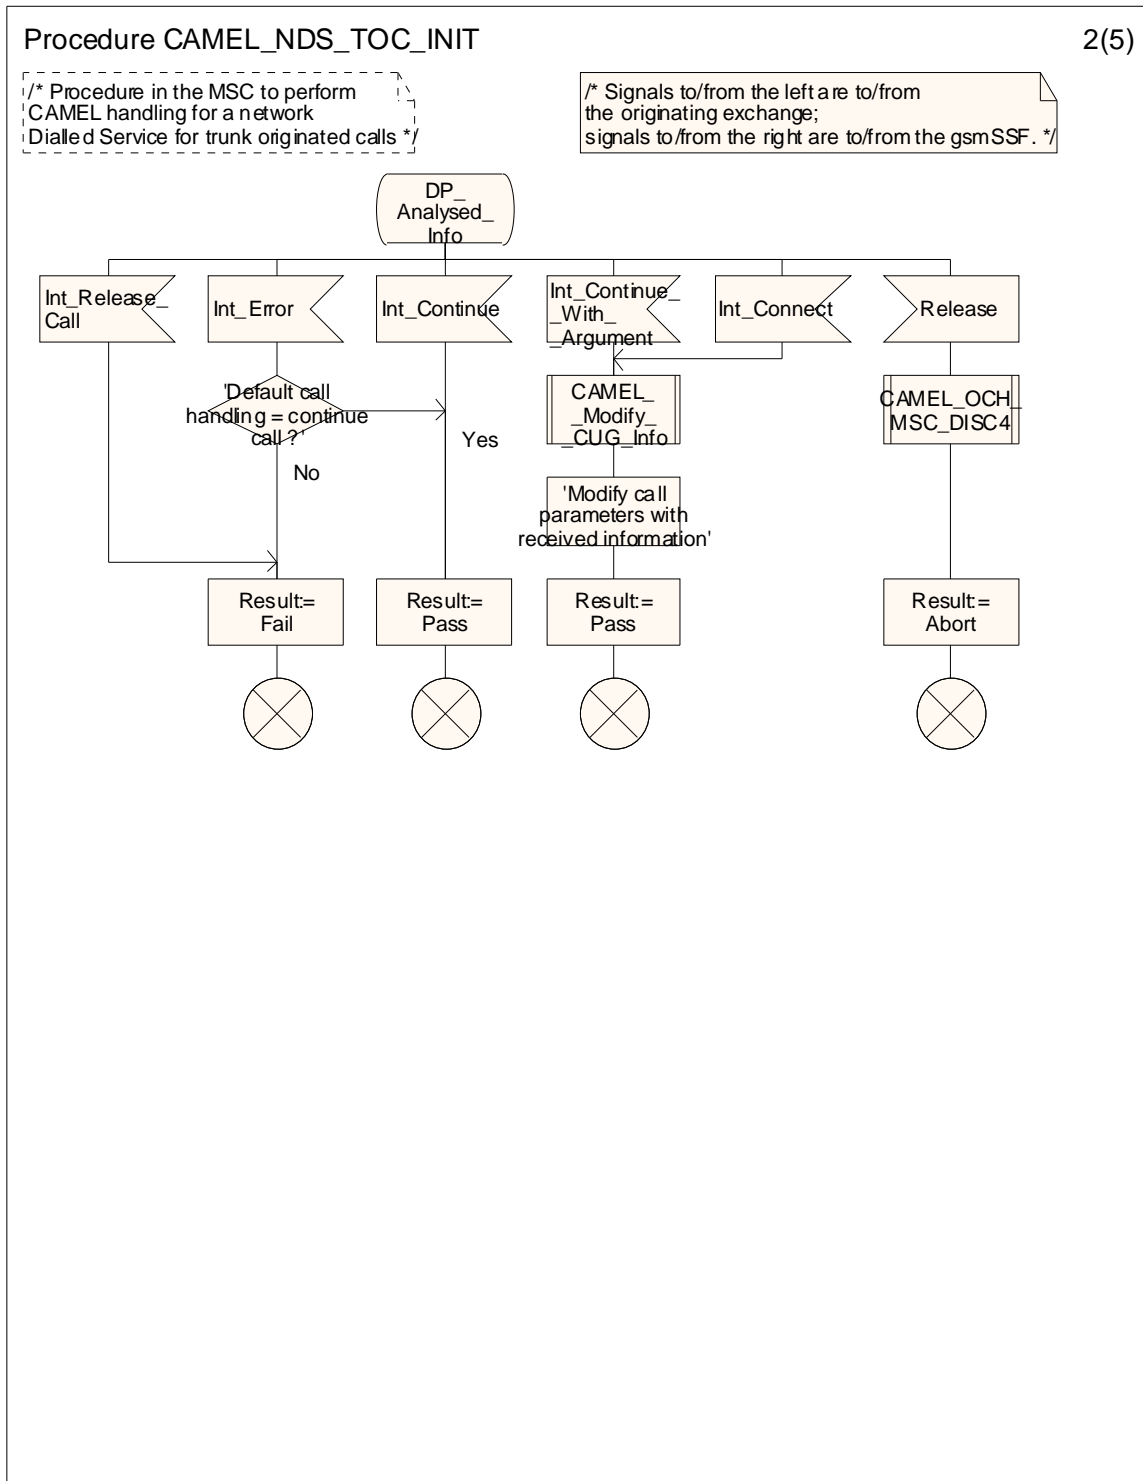 Procedure CAMEL_NDS_TOC_INIT
2(5)
/* Procedure in the MSC to perform
CAMEL handling for a network
Dialled Service for trunk originated calls */
/* Signals to/from the left are to/from
the originating exchange;
signals to/from the right are to/from the gsmSSF. */
DP_
Analysed_
Info
Int_Release_
Call
Int_Error
Int_Continue
Int_Continue_
_With_
_Argument
Int_Connect
Release
'Default call
handling = continue
call ?'
Yes
No
CAMEL_
_Modify_
_CUG_Info
CAMEL_OCH_
MSC_DISC4
'Modify call
parameters with
received information'
Result:=
Fail
Result:=
Pass
Result:=
Pass
Result:=
Abort